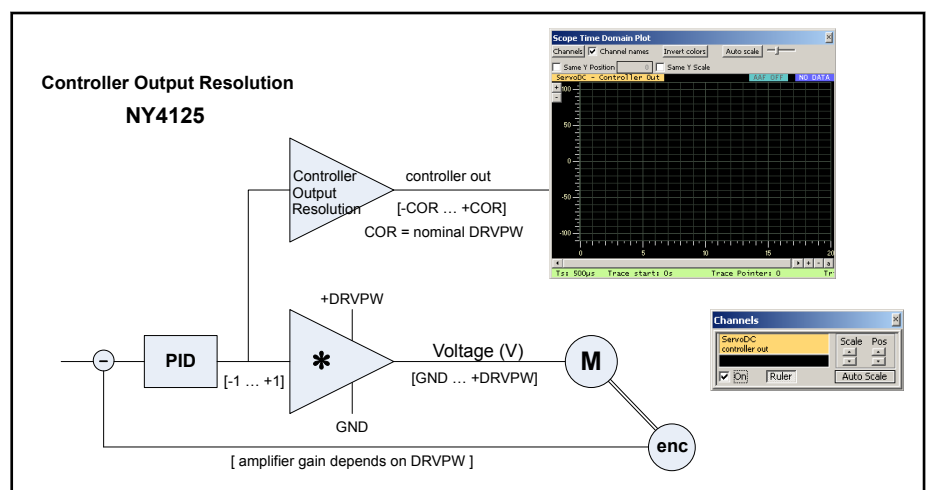 Controller Output Resolution
NY4125
Scope Time Domain Plot
Channels Channel names Invert colors Auto scale
Same Y Position 0 Same Y Scale
ServoDC - Controller Out AAF OFF NO DATA
+
-
100
50
0
-50
-100
0 5 10 15 20
+ - a
Ts: 500µs Trace start: 0s Trace Pointers: 0 Tr
Controller
Output
Resolution
controller out
[-COR … +COR]
COR = nominal DRVPW
+DRVPW
−
PID
[-1 … +1]
*
Voltage (V)
[GND … +DRVPW]
M
GND
enc
[ amplifier gain depends on DRVPW ]
Channels
ServoDC
controller out
Scale Pos
On Ruler Auto Scale